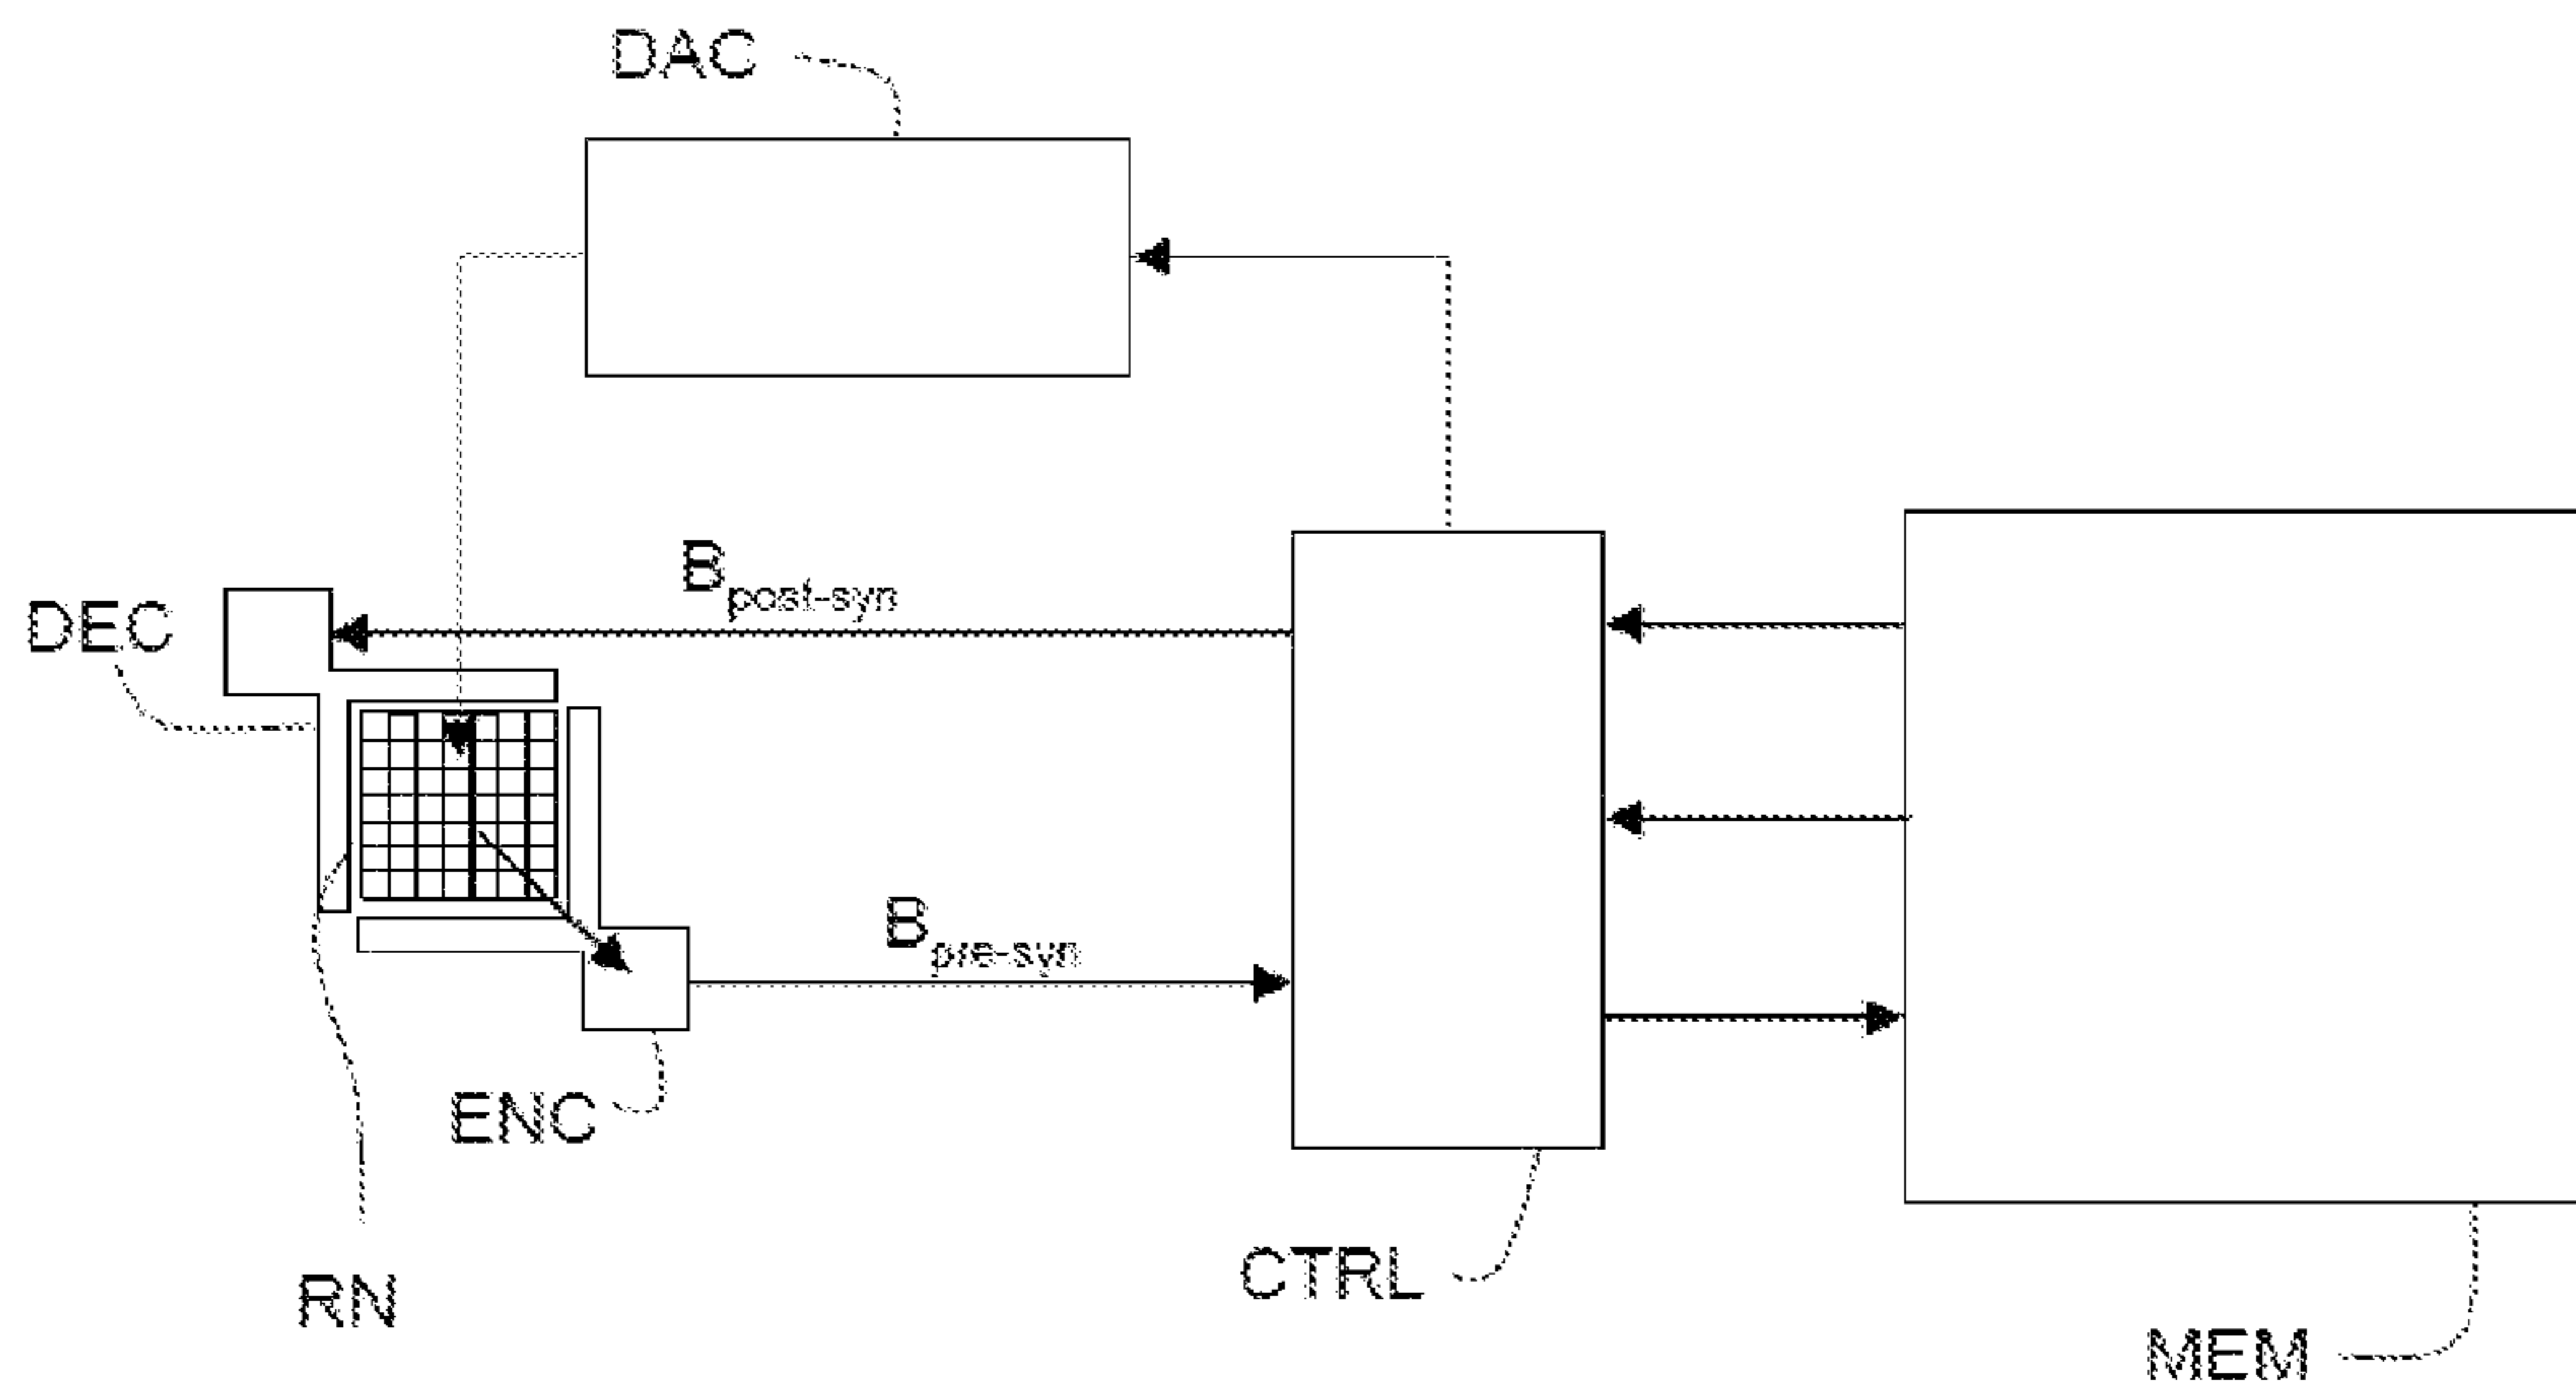 DAC
B post-syn
DEC
B pre-syn
ENC
CTRL
RN
MEM